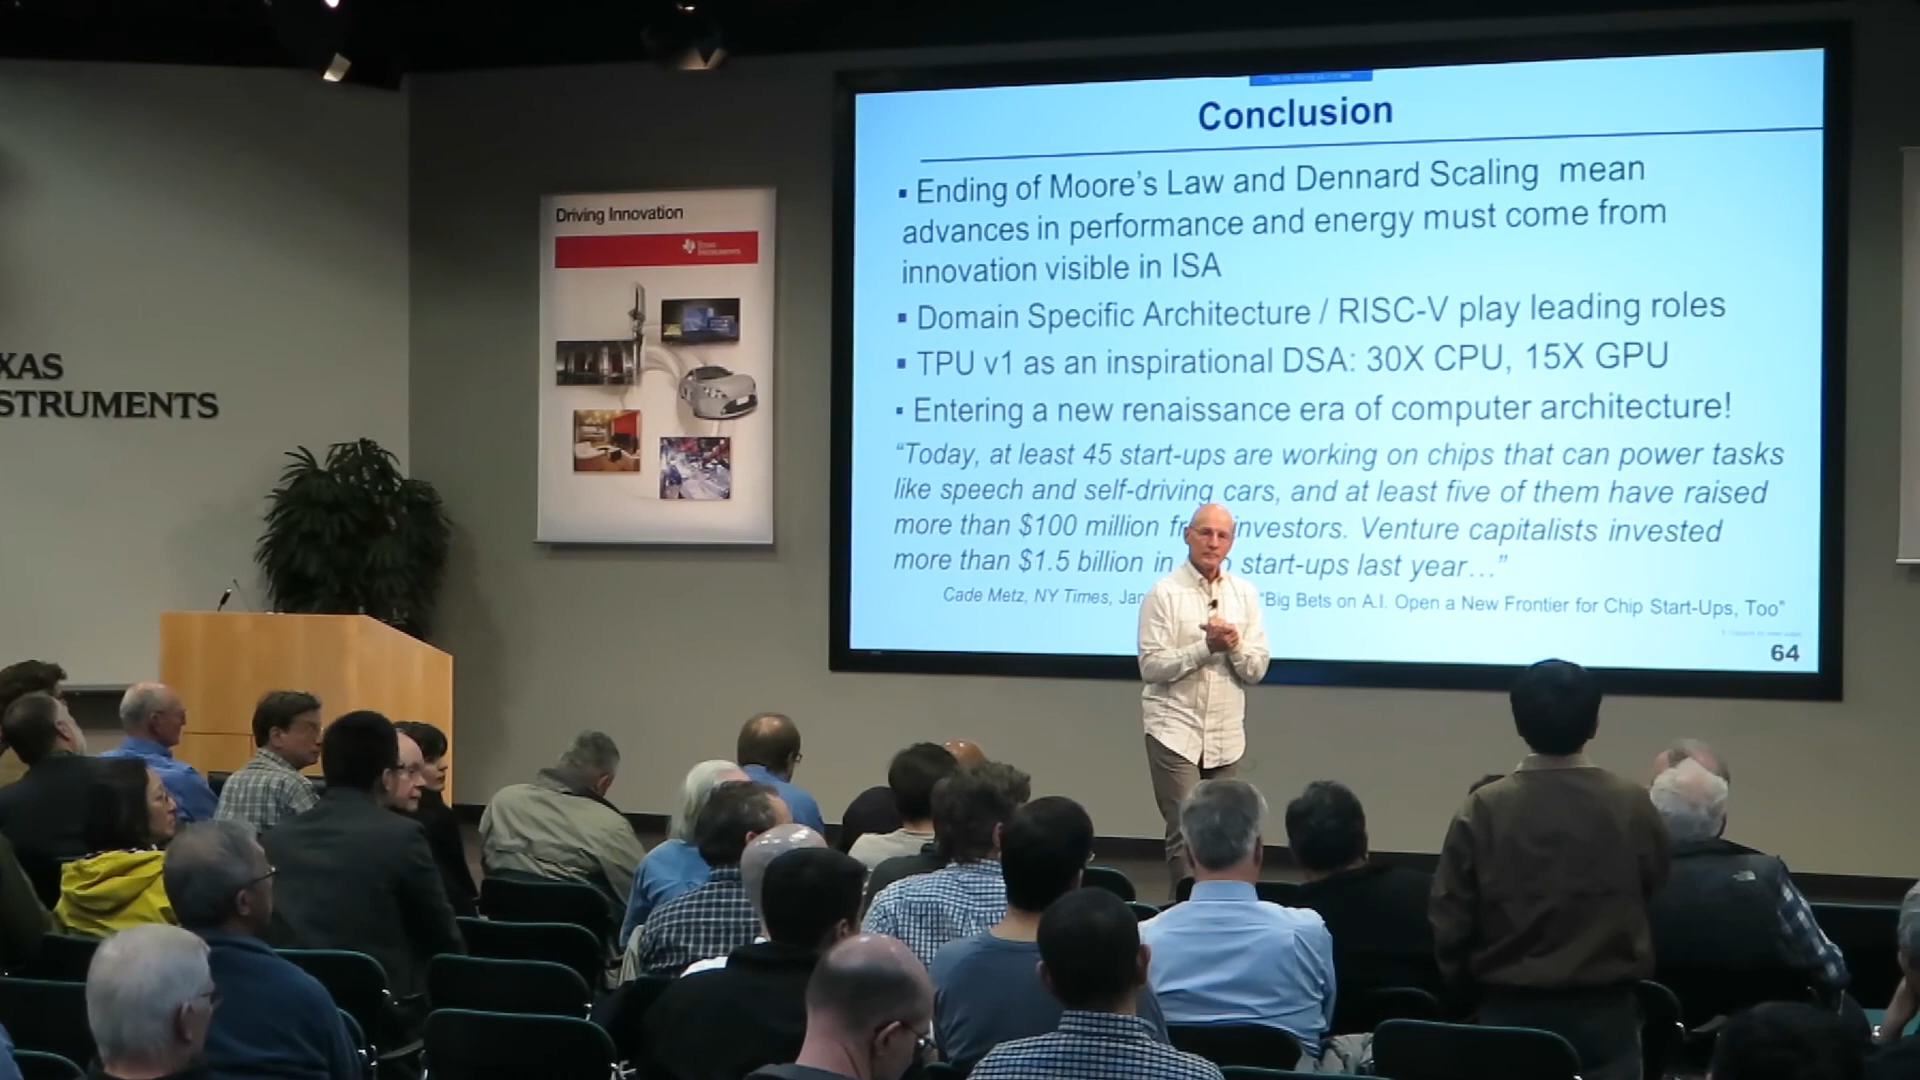 Conclusion
▪ Ending of Moore's Law and Dennard Scaling mean
advances in performance and energy must come from
innovation visible in ISA
▪ Domain Specific Architecture / RISC-V play leading roles
▪ TPU v1 as an inspirational DSA: 30X CPU, 15X GPU
▪ Entering a new renaissance era of computer architecture!
“Today, at least 45 start-ups are working on chips that can power tasks
like speech and self-driving cars, and at least five of them have raised
more than $100 million investors. Venture capitalists invested
more than $1.5 billion in start-ups last year…”
Cade Metz, NY Times, Jan “Big Bets on A.I. Open a New Frontier for Chip Start-Ups, Too”
64
Driving Innovation
Texas
Instruments
XAS
STRUMENTS